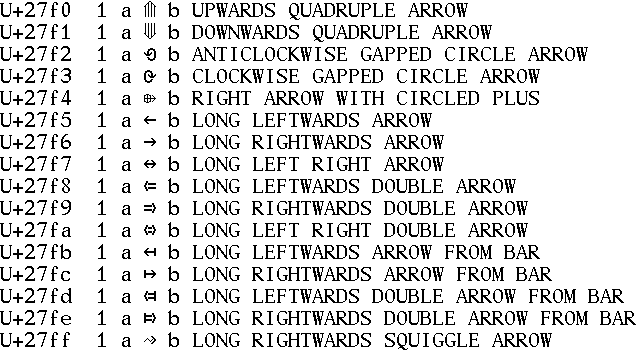 U+27f0 1 a ⟰ b UPWARDS QUADRUPLE ARROW
U+27f1 1 a ⟱ b DOWNWARDS QUADRUPLE ARROW
U+27f2 1 a ⟲ b ANTICLOCKWISE GAPPED CIRCLE ARROW
U+27f3 1 a ⟳ b CLOCKWISE GAPPED CIRCLE ARROW
U+27f4 1 a ⟴ b RIGHT ARROW WITH CIRCLED PLUS
U+27f5 1 a ⟵ b LONG LEFTWARDS ARROW
U+27f6 1 a ⟶ b LONG RIGHTWARDS ARROW
U+27f7 1 a ⟷ b LONG LEFT RIGHT ARROW
U+27f8 1 a ⟸ b LONG LEFTWARDS DOUBLE ARROW
U+27f9 1 a ⟹ b LONG RIGHTWARDS DOUBLE ARROW
U+27fa 1 a ⟺ b LONG LEFT RIGHT DOUBLE ARROW
U+27fb 1 a ⟻ b LONG LEFTWARDS ARROW FROM BAR
U+27fc 1 a ⟼ b LONG RIGHTWARDS ARROW FROM BAR
U+27fd 1 a ⟽ b LONG LEFTWARDS DOUBLE ARROW FROM BAR
U+27fe 1 a ⟾ b LONG RIGHTWARDS DOUBLE ARROW FROM BAR
U+27ff 1 a ⟿ b LONG RIGHTWARDS SQUIGGLE ARROW